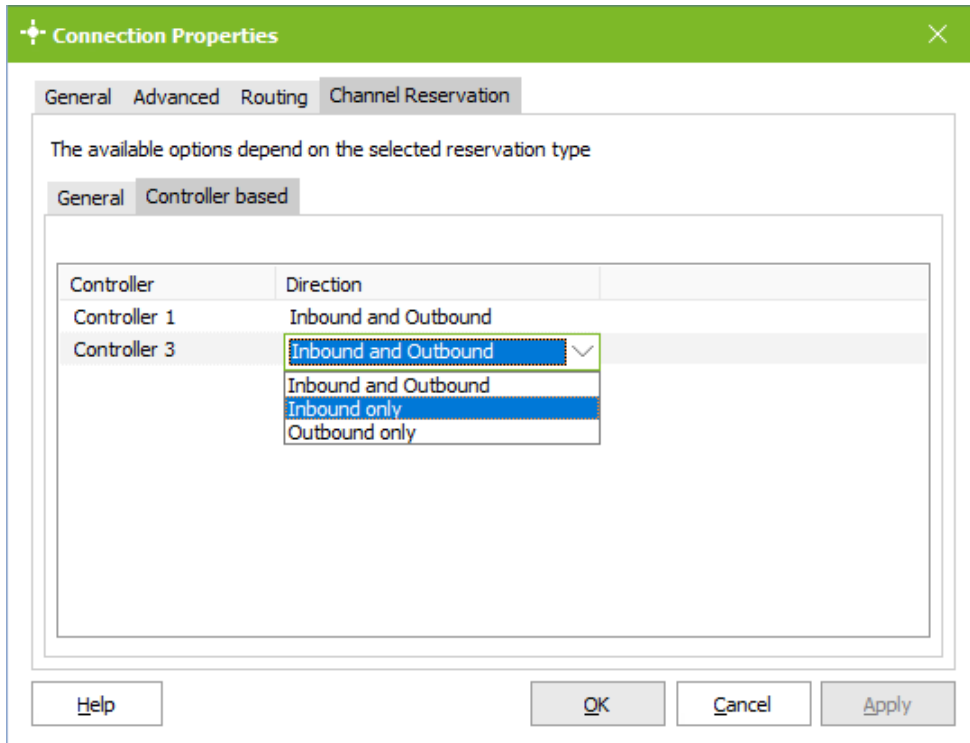 Connection Properties
General Advanced Routing Channel Reservation
The available options depend on the selected reservation type
General Controller based
Controller Direction
Controller 1 Inbound and Outbound
Controller 3 Inbound and Outbound
Inbound and Outbound
Inbound only
Outbound only
Help OK Cancel Apply